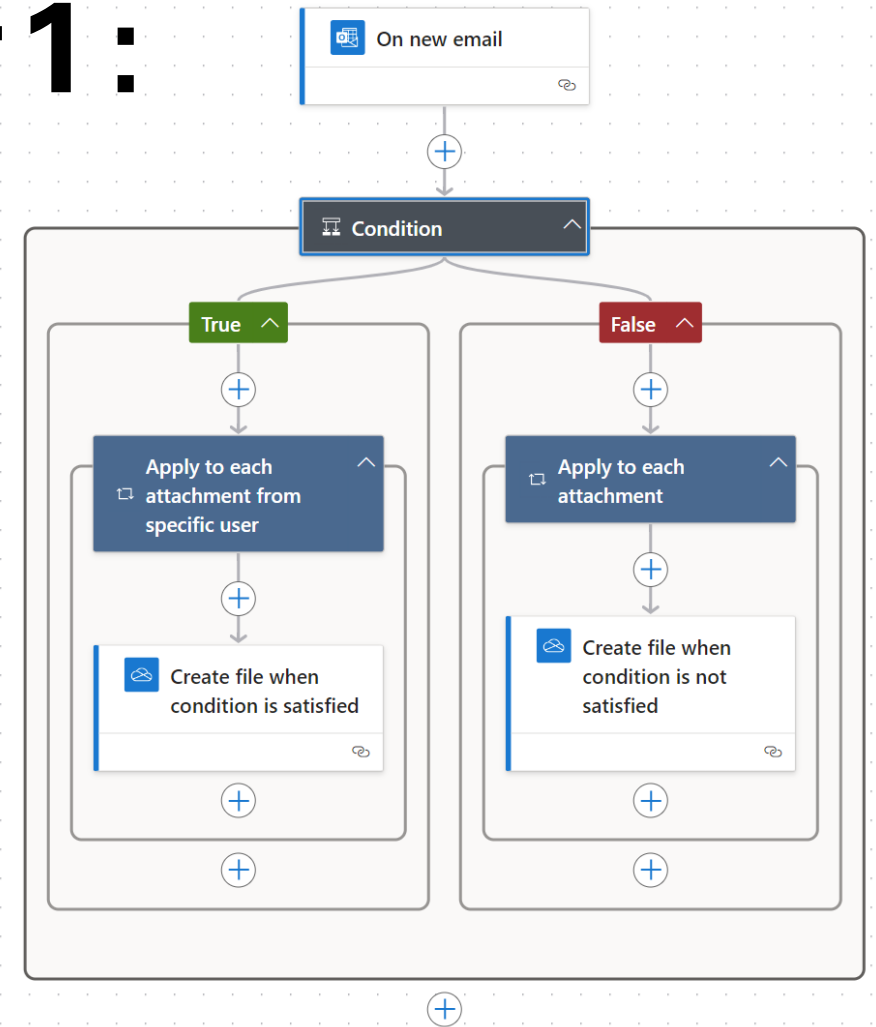 1:
On new email
Condition
True
False
Apply to each
attachment from
specific user
Apply to each
attachment
Create file when
condition is satisfied
Create file when
condition is not
satisfied